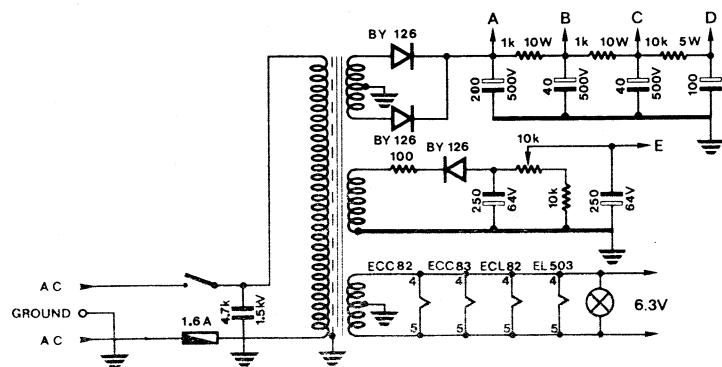 A B C D
BY 126
1k 10W 1k 10W 10k 5W
200 500V 40 500V 40 500V 100
BY 126
100 BY 126 10k E
250 64V 10k 250 64V
ECC82 ECC83 ECL82 EL503
4 4 4 4
AC
4.7k 1.5kV
6.3V
GROUND
1.6A
AC
5 5 5 5